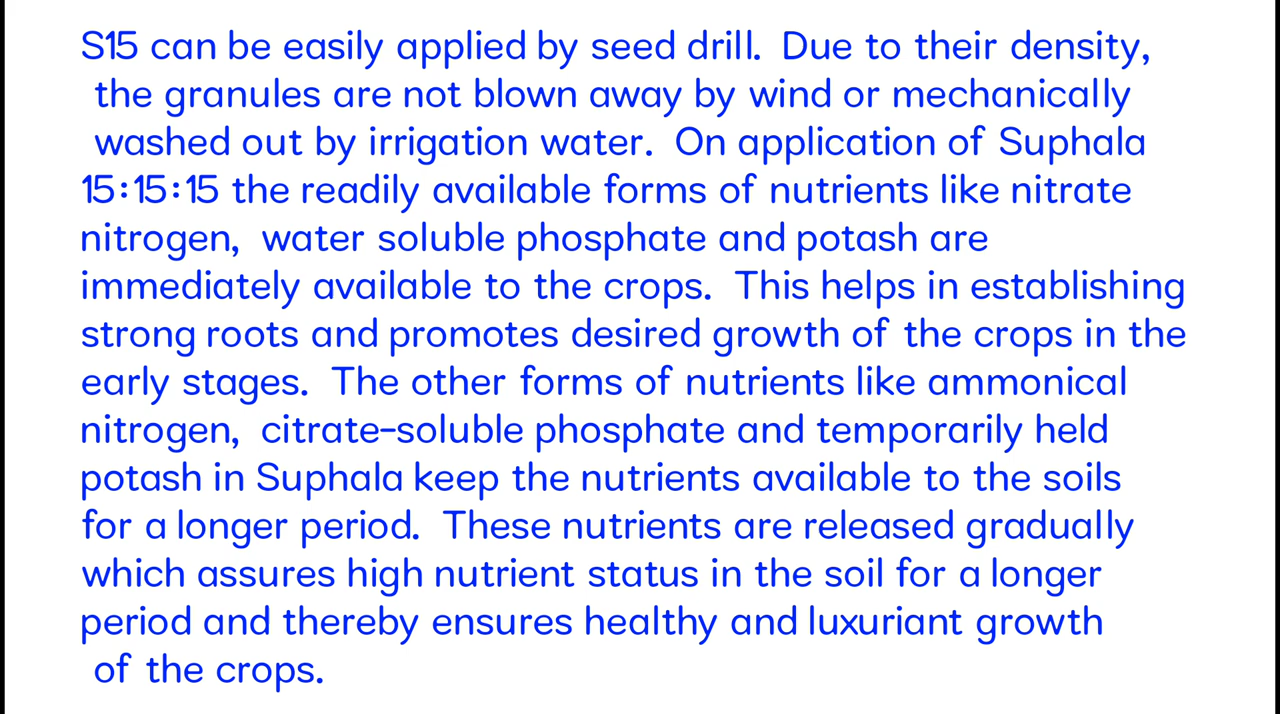 S15 can be easily applied by seed drill. Due to their density,
the granules are not blown away by wind or mechanically
washed out by irrigation water. On application of Suphala
15:15:15 the readily available forms of nutrients like nitrate
nitrogen, water soluble phosphate and potash are
immediately available to the crops. This helps in establishing
strong roots and promotes desired growth of the crops in the
early stages. The other forms of nutrients like ammonical
nitrogen, citrate-soluble phosphate and temporarily held
potash in Suphala keep the nutrients available to the soils
for a longer period. These nutrients are released gradually
which assures high nutrient status in the soil for a longer
period and thereby ensures healthy and luxuriant growth
of the crops.